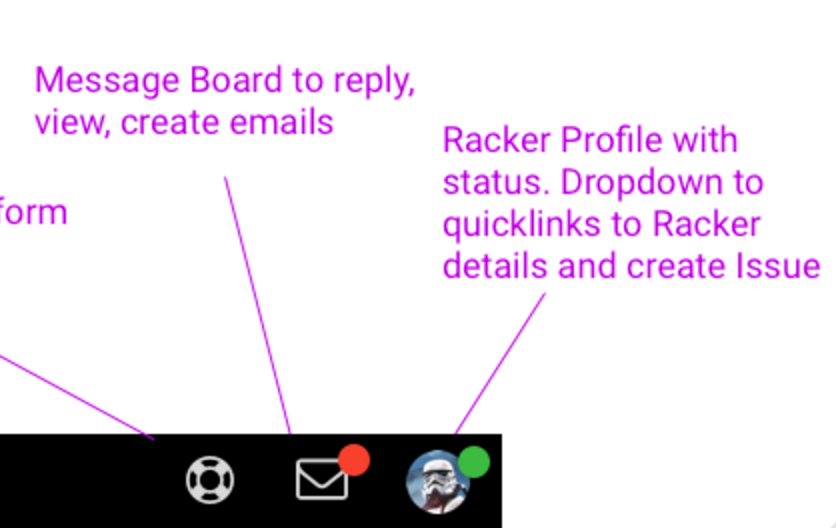 Message Board to reply,
view, create emails
form
Racker Profile with
status. Dropdown to
quicklinks to Racker
details and create Issue